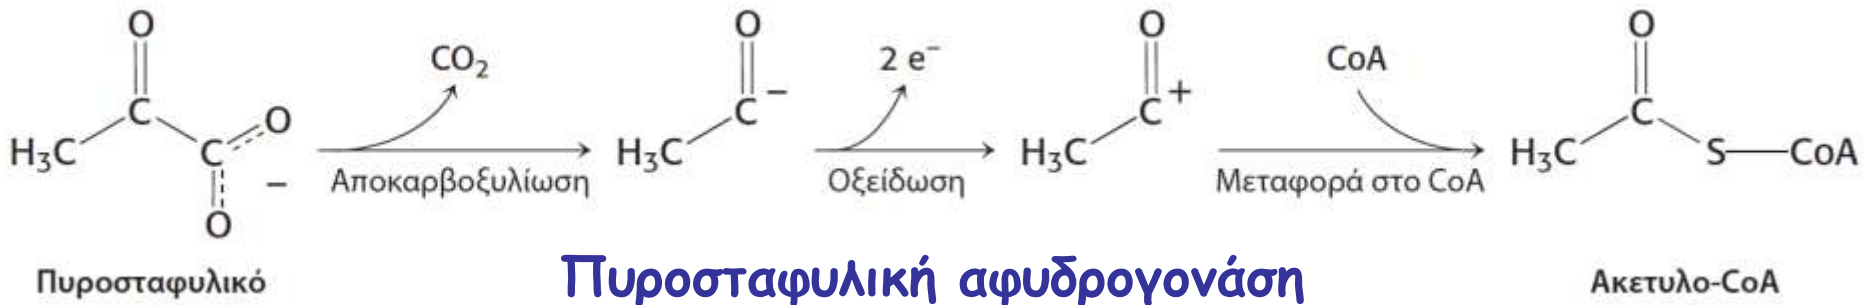 O O O O
CO₂ 2 e⁻ CoA
C C – C + C
H₃C C O H₃C H₃C H₃C S CoA
– Αποκαρβοξυλίωση Οξείδωση Μεταφορά στο CoA
O
Πυροσταφυλικό Πυροσταφυλική αφυδρογονάση Ακετυλο-CoA